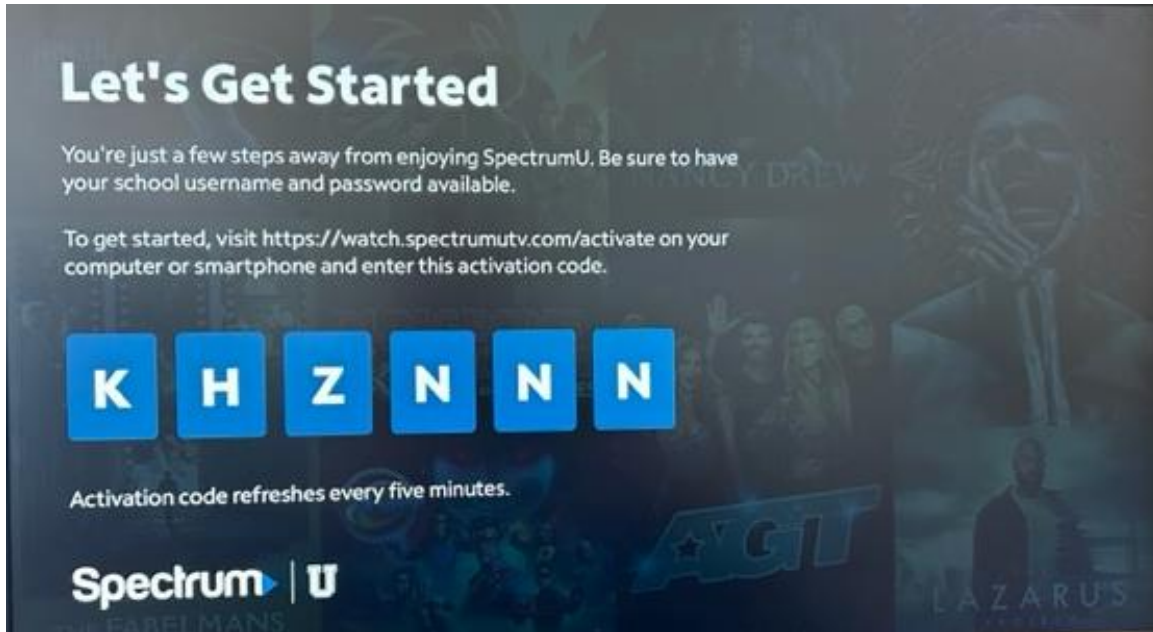 Let's Get Started
You're just a few steps away from enjoying SpectrumU. Be sure to have
your school username and password available.
NANCY DREW
To get started, visit https://watch.spectrumutv.com/activate on your
computer or smartphone and enter this activation code.
K H Z N N N
Activation code refreshes every five minutes.
AGT
Spectrum | U
LAZARUS
THE FABELMANS